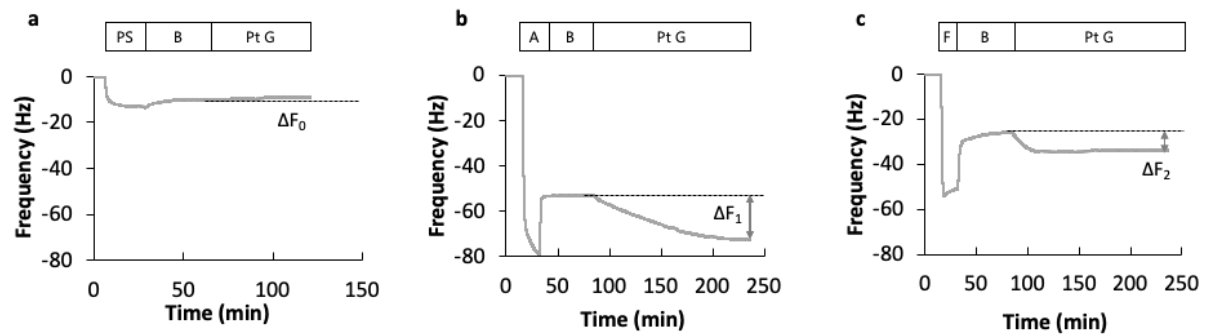 a
PS B Pt G
Frequency (Hz)
0
-20
-40
-60
-80
ΔF0
0 50 100 150
Time (min)
b
A B Pt G
Frequency (Hz)
0
-20
-40
-60
-80
ΔF1
0 50 100 150 200 250
Time (min)
c
F B Pt G
Frequency (Hz)
0
-20
-40
-60
-80
ΔF2
0 50 100 150 200 250
Time (min)